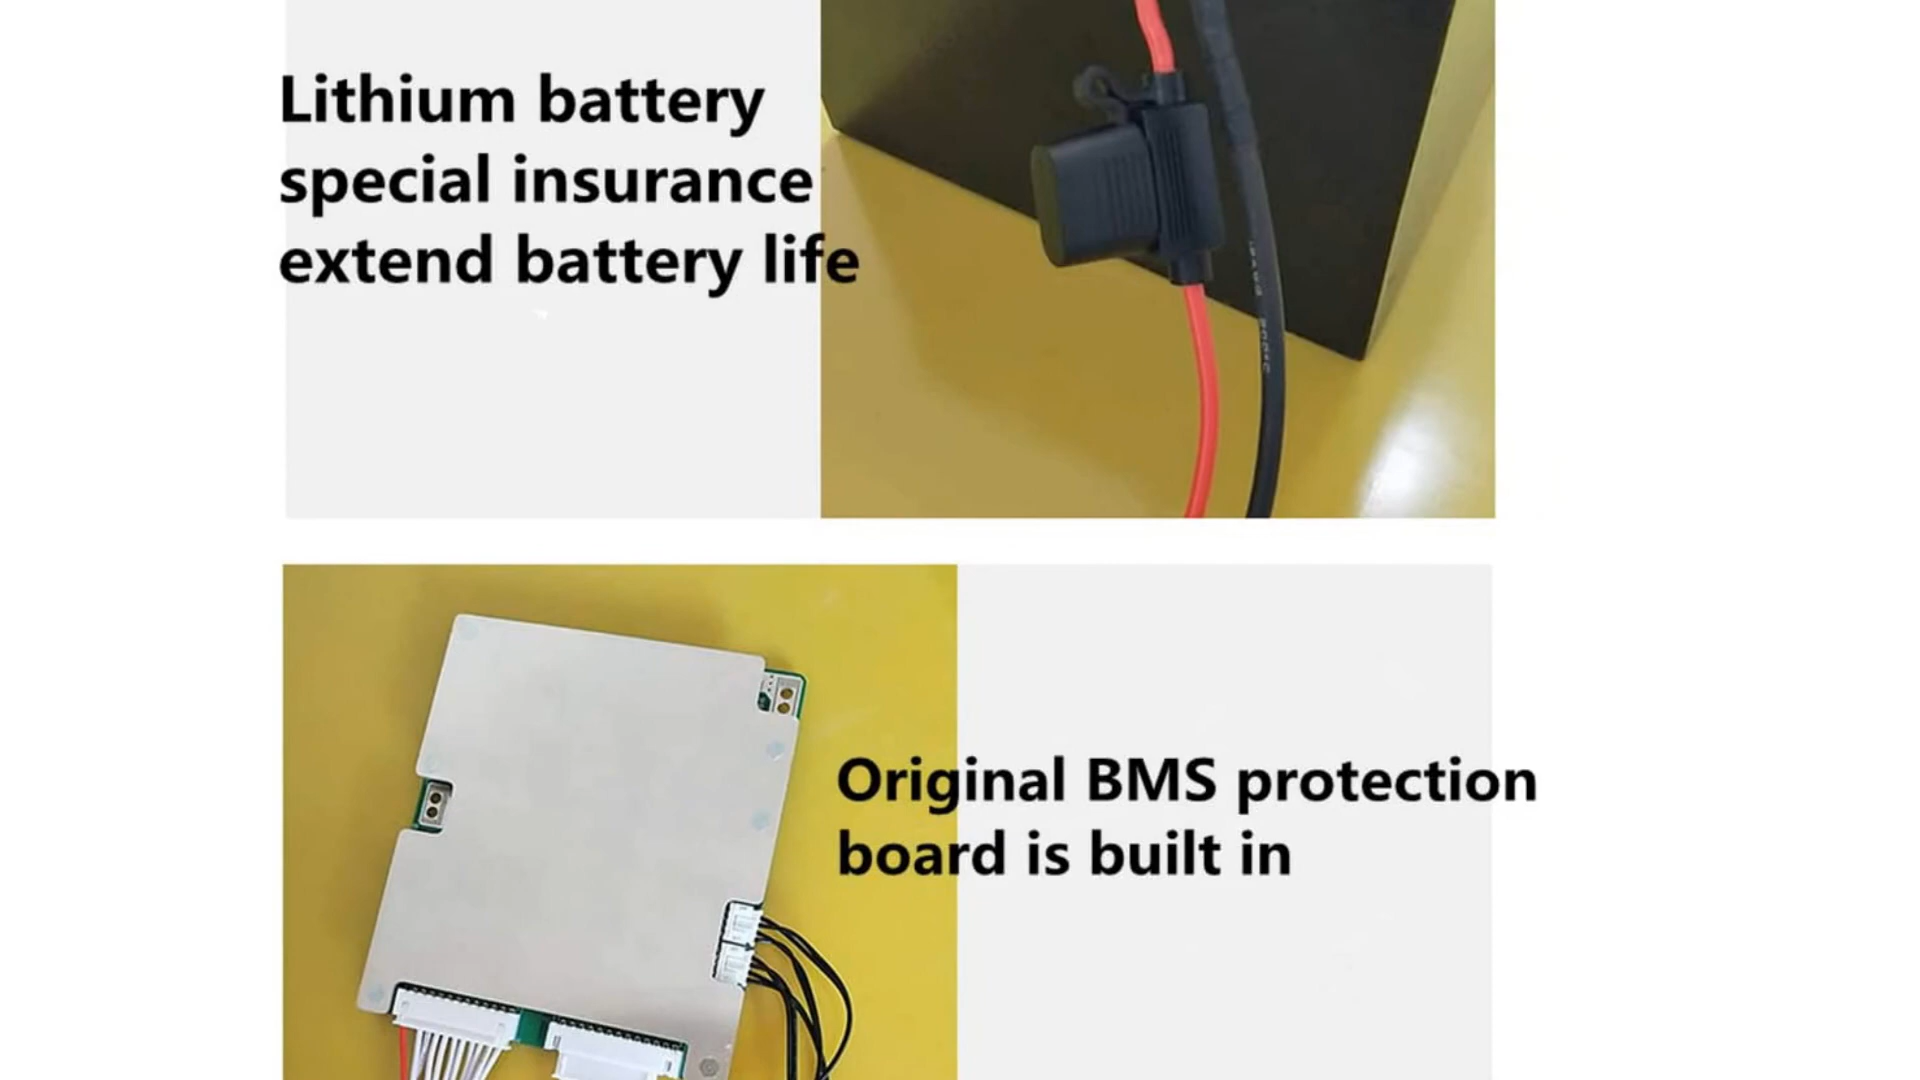 Lithium battery
special insurance
extend battery life
Original BMS protection
board is built in